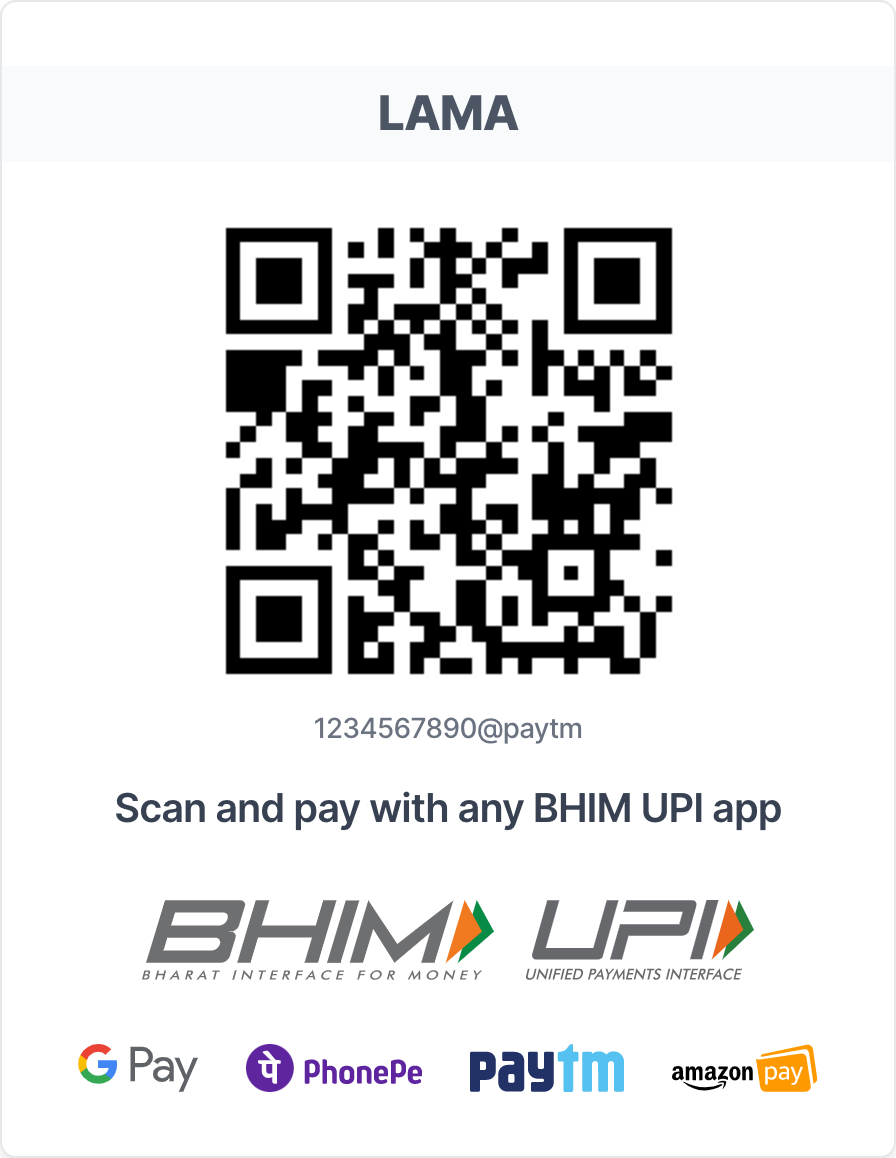 LAMA
1234567890@paytm
Scan and pay with any BHIM UPI app
BHIM UPI
BHARAT INTERFACE FOR MONEY UNIFIED PAYMENTS INTERFACE
G Pay पे PhonePe paytm amazon pay